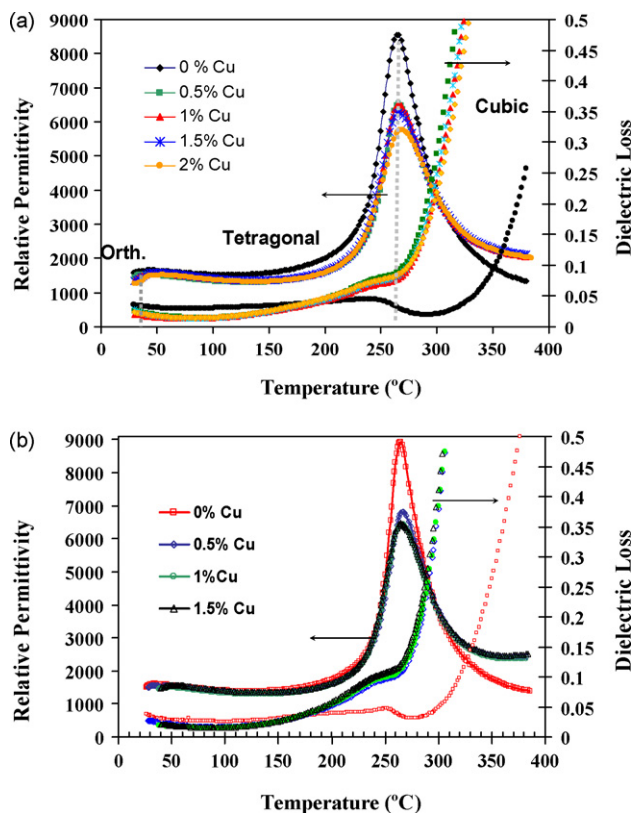 (a)
9000
8000
7000
6000
5000
4000
3000
2000
1000
0
Relative Permittivity
0 % Cu
0.5% Cu
1% Cu
1.5% Cu
2% Cu
Orth.
Tetragonal
Cubic
0.5
0.45
0.4
0.35
0.3
0.25
0.2
0.15
0.1
0.05
0
Dielectric Loss
0 50 100 150 200 250 300 350 400
Temperature (ºC)
(b)
9000
8000
7000
6000
5000
4000
3000
2000
1000
0
Relative Permittivity
0% Cu
0.5% Cu
1%Cu
1.5% Cu
0.5
0.45
0.4
0.35
0.3
0.25
0.2
0.15
0.1
0.05
0
Dielectric Loss
0 50 100 150 200 250 300 350 400
Temperature (ºC)